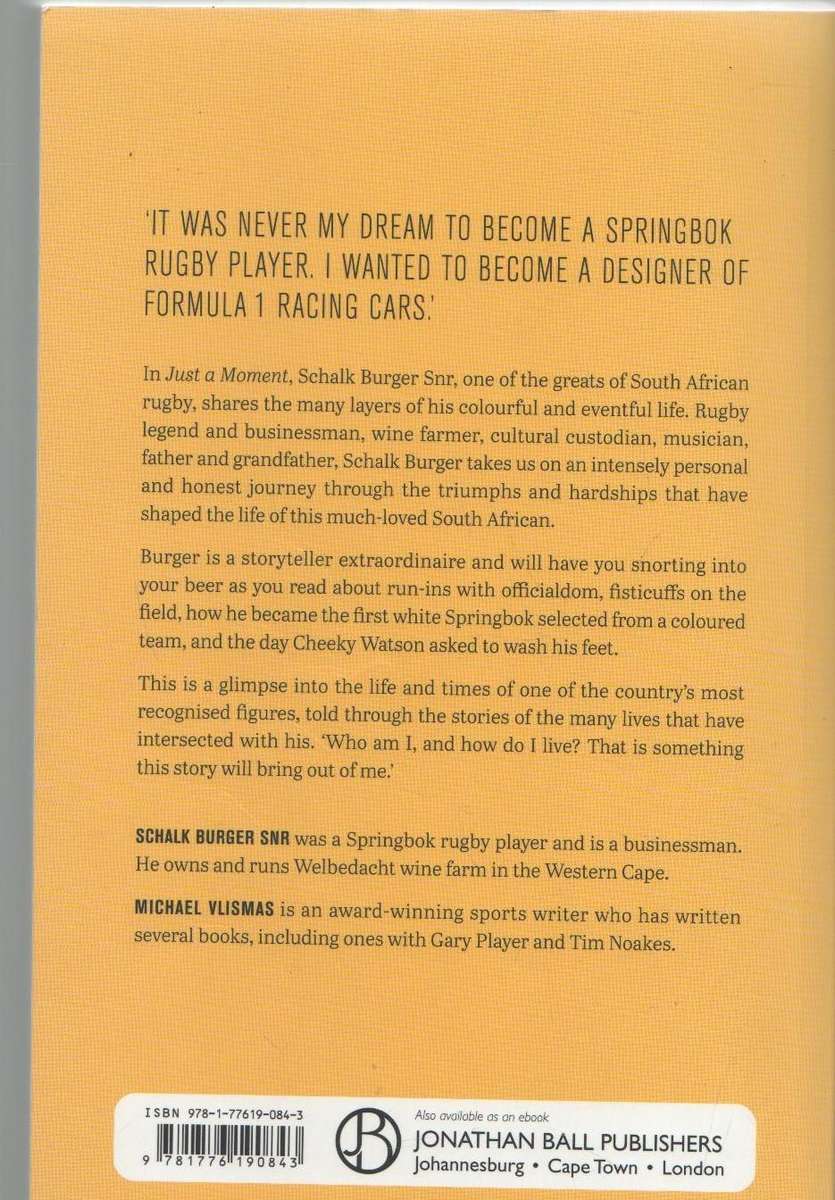 ‘IT WAS NEVER MY DREAM TO BECOME A SPRINGBOK
RUGBY PLAYER. I WANTED TO BECOME A DESIGNER OF
FORMULA 1 RACING CARS.’
In Just a Moment, Schalk Burger Snr, one of the greats of South African
rugby, shares the many layers of his colourful and eventful life. Rugby
legend and businessman, wine farmer, cultural custodian, musician,
father and grandfather, Schalk Burger takes us on an intensely personal
and honest journey through the triumphs and hardships that have
shaped the life of this much-loved South African.
Burger is a storyteller extraordinaire and will have you snorting into
your beer as you read about run-ins with officialdom, fisticuffs on the
field, how he became the first white Springbok selected from a coloured
team, and the day Cheeky Watson asked to wash his feet.
This is a glimpse into the life and times of one of the country’s most
recognised figures, told through the stories of the many lives that have
intersected with his. ‘Who am I, and how do I live? That is something
this story will bring out of me.’
SCHALK BURGER SNR was a Springbok rugby player and is a businessman.
He owns and runs Welbedacht wine farm in the Western Cape.
MICHAEL VLISMAS is an award-winning sports writer who has written
several books, including ones with Gary Player and Tim Noakes.
ISBN 978-1-77619-084-3
9 781776 190843
JB
Also available as an ebook
JONATHAN BALL PUBLISHERS
Johannesburg • Cape Town • London